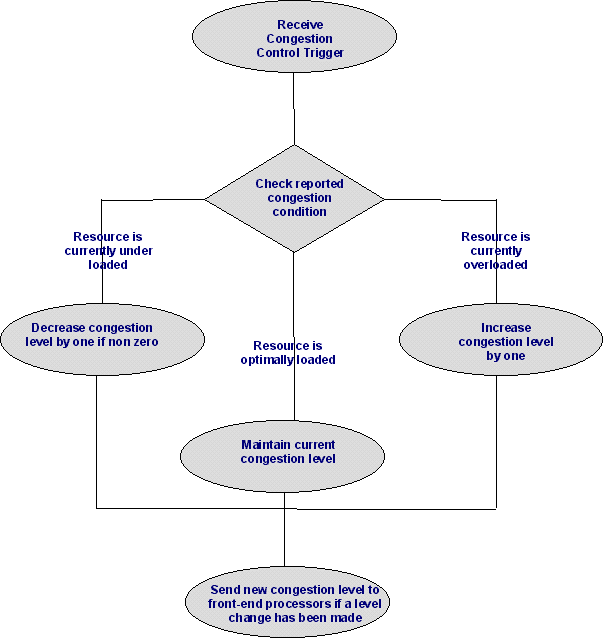 Receive
Congestion
Control Trigger
Check reported
congestion
condition
Resource is
currently under
loaded
Resource is
currently
overloaded
Decrease congestion
level by one if non zero
Increase
congestion level
by one
Resource is
optimally loaded
Maintain current
congestion level
Send new congestion level to
front-end processors if a level
change has been made